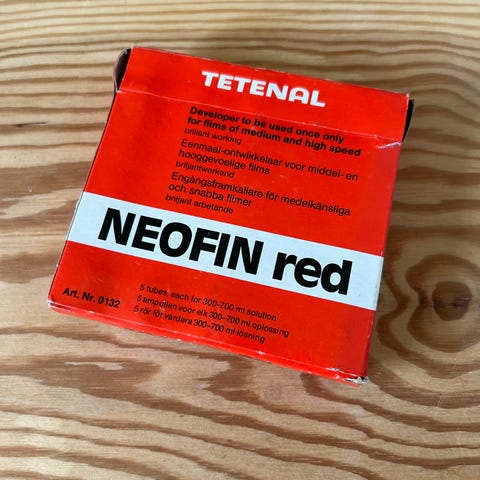 TETENAL
Developer to be used once only
for films of medium and high speed
briljant working
Eenmaal-ontwikkelaar voor middel- en
hooggevoelige films
briljantwerkend
Engångsframkallare för medelkänsliga
och snabba filmer
briljant arbetande
NEOFIN red
5 tubes, each for 300-700 ml solution
5 ampullen voor elk 300-700 ml oplossing
5 rör för vardera 300-700 ml lösning
Art. Nr. 0132